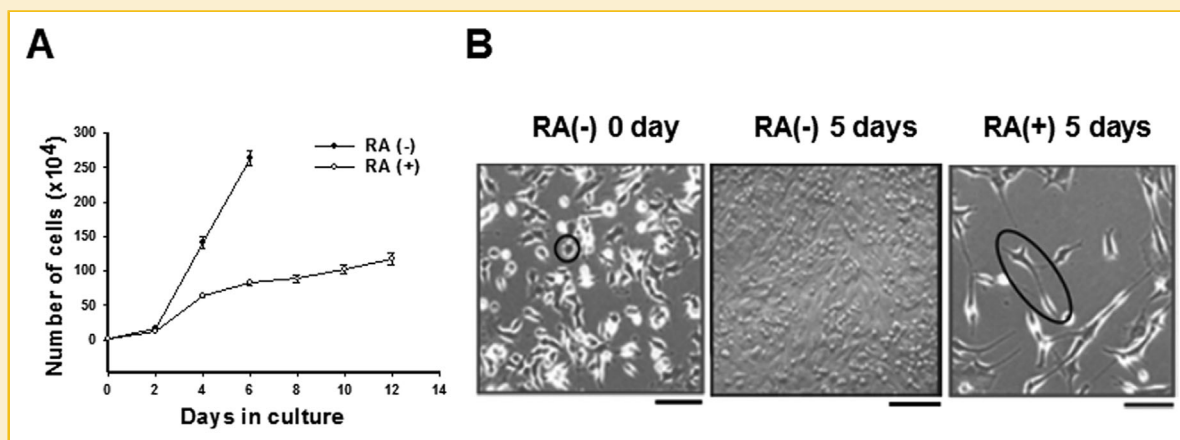 A
B
RA(-) 0 day
RA(-) 5 days
RA(+) 5 days
Number of cells (x10⁴)
300
250
200
150
100
50
0
RA (-)
RA (+)
0 2 4 6 8 10 12 14
Days in culture